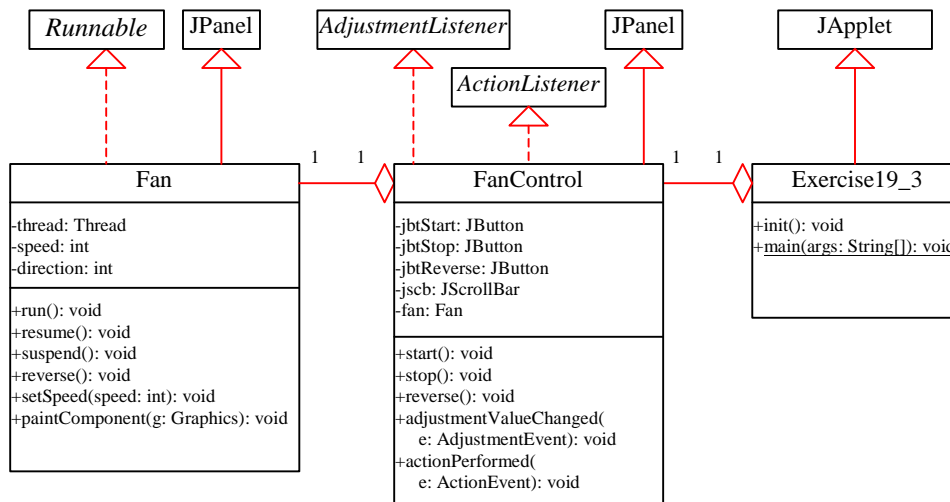 Runnable
JPanel
AdjustmentListener
JPanel
JApplet
ActionListener
1
1
1
1
Fan
-thread: Thread
-speed: int
-direction: int
+run(): void
+resume(): void
+suspend(): void
+reverse(): void
+setSpeed(speed: int): void
+paintComponent(g: Graphics): void
FanControl
-jbtStart: JButton
-jbtStop: JButton
-jbtReverse: JButton
-jscb: JScrollBar
-fan: Fan
+start(): void
+stop(): void
+reverse(): void
+adjustmentValueChanged(
e: AdjustmentEvent): void
+actionPerformed(
e: ActionEvent): void
Exercise19_3
+init(): void
+main(args: String[]): void